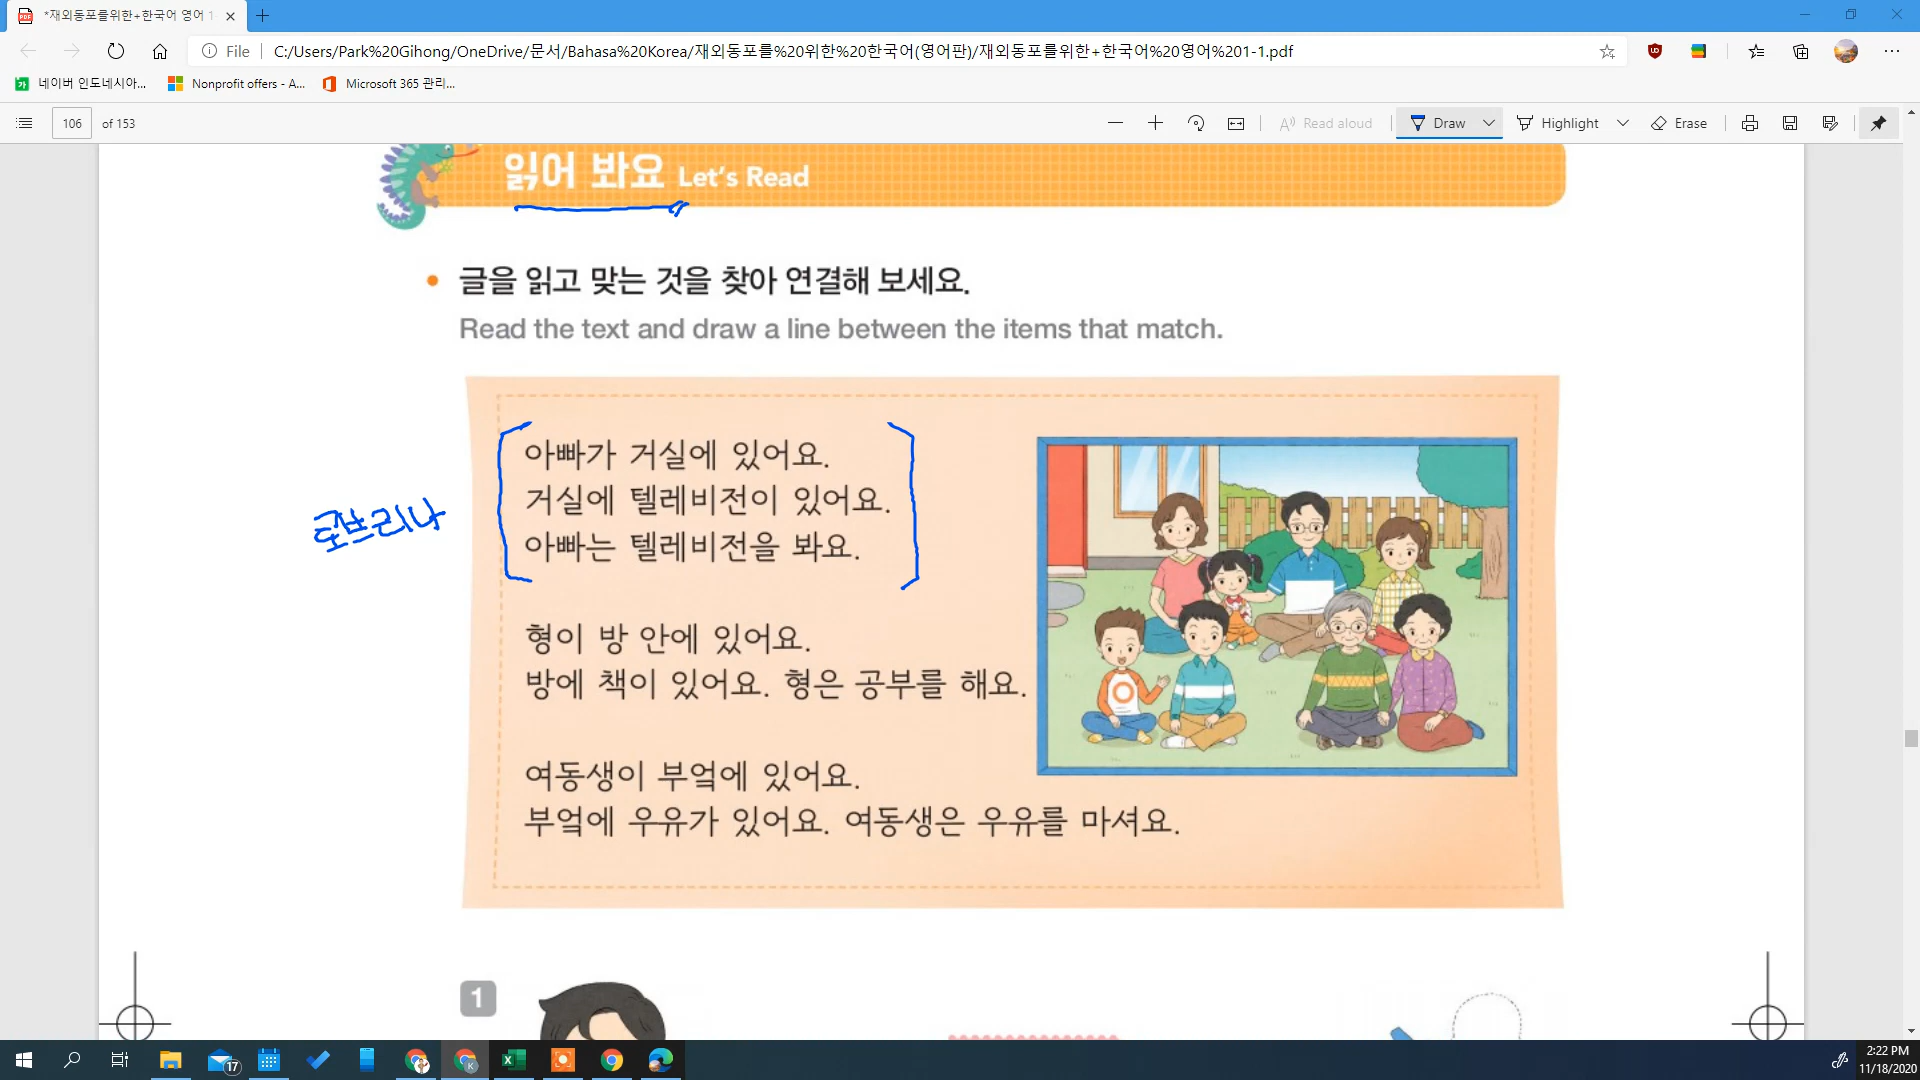 *재외동포를위한+한국어 영어 1
File
C:/Users/Park%20Gihong/OneDrive/문서/Bahasa%20Korea/재외동포를%20위한%20한국어(영어판)/재외동포를위한+한국어%20영어%201-1.pdf
네이버 인도네시아... Nonprofit offers - A... Microsoft 365 관리...
106 of 153 Read aloud Draw Highlight Erase
읽어 봐요 Let's Read
글을 읽고 맞는 것을 찾아 연결해 보세요.
Read the text and draw a line between the items that match.
아빠가 거실에 있어요.
거실에 텔레비전이 있어요.
아빠는 텔레비전을 봐요.
형이 방 안에 있어요.
방에 책이 있어요. 형은 공부를 해요.
여동생이 부엌에 있어요.
부엌에 우유가 있어요. 여동생은 우유를 마셔요.
1
17
2:22 PM
11/18/2020